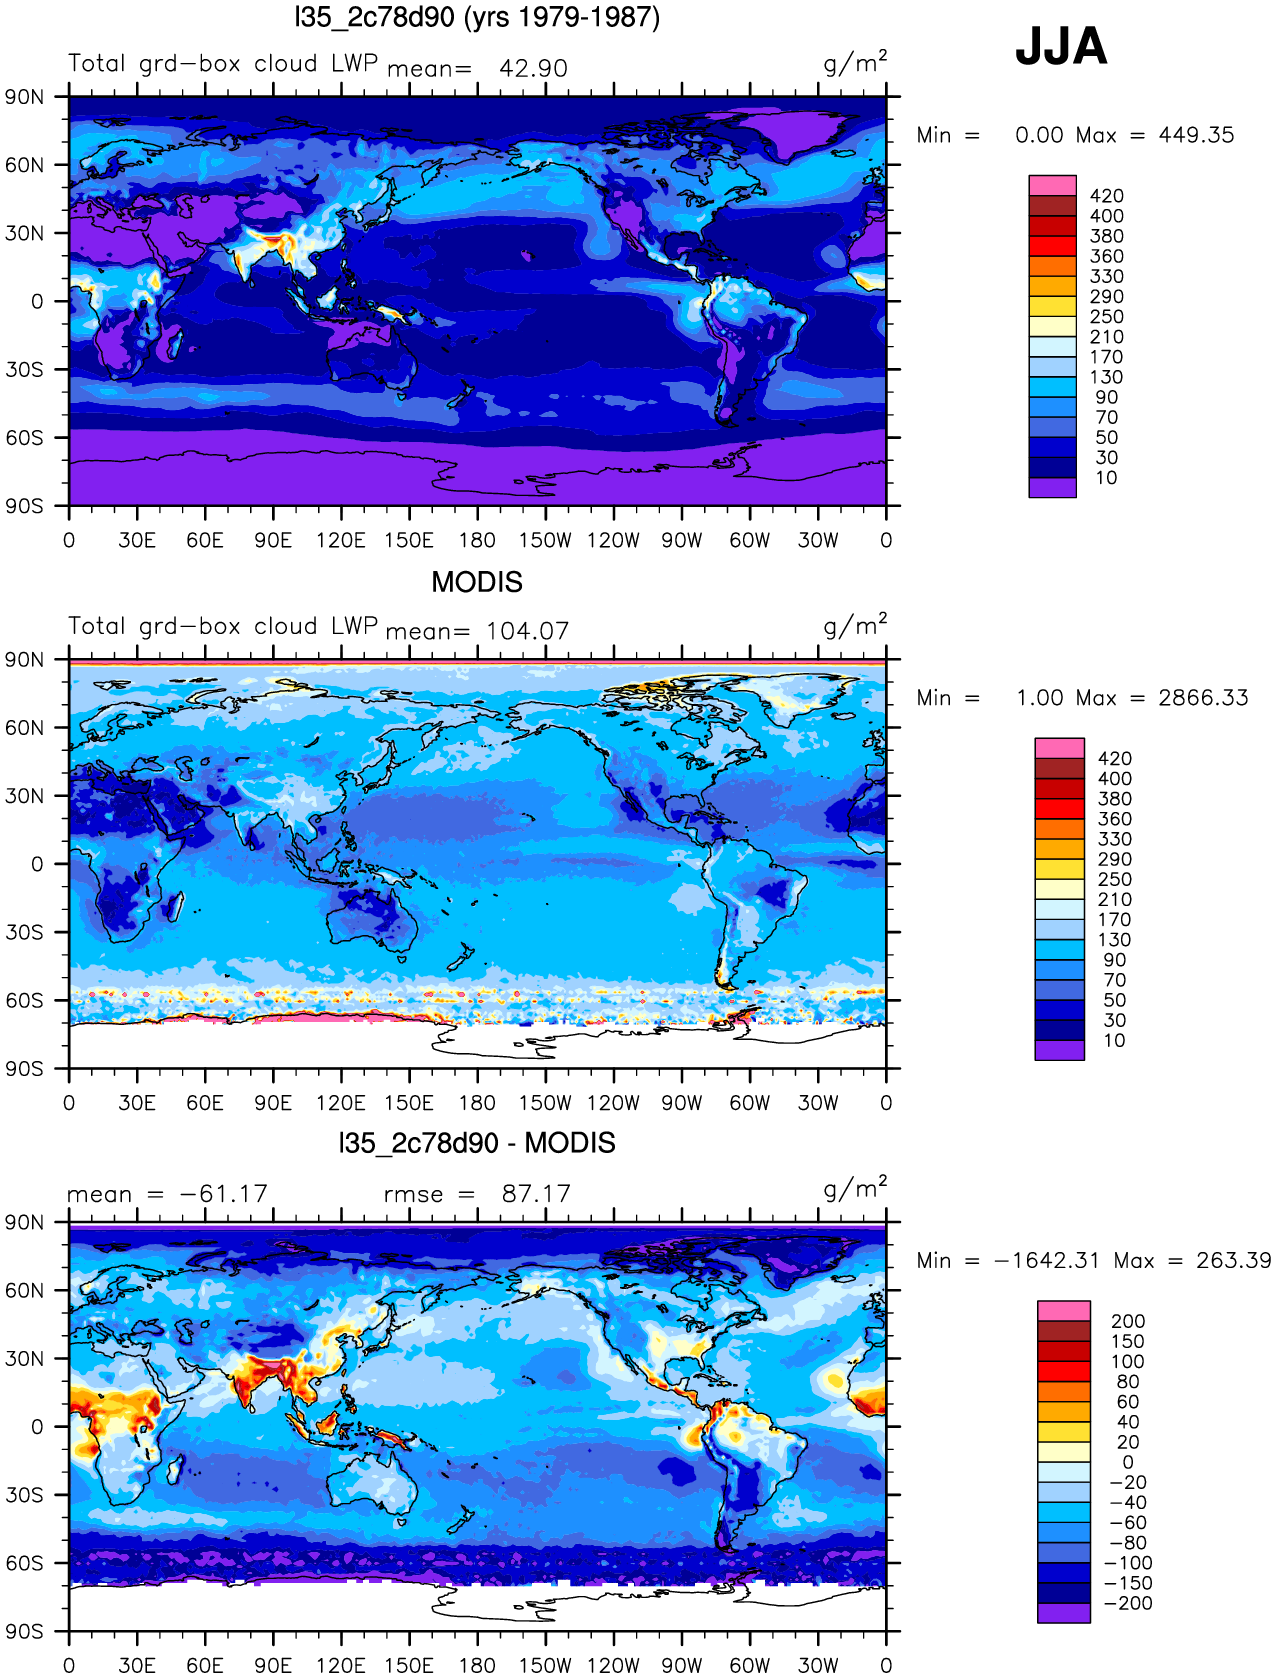 l35_2c78d90 (yrs 1979-1987)
JJA
Total grd-box cloud LWP mean= 42.90 g/m2
Min = 0.00 Max = 449.35
90N
60N
30N
0
30S
60S
90S
0 30E 60E 90E 120E 150E 180 150W 120W 90W 60W 30W 0
420
400
380
360
330
290
250
210
170
130
90
70
50
30
10
MODIS
Total grd-box cloud LWP mean= 104.07 g/m2
Min = 1.00 Max = 2866.33
90N
60N
30N
0
30S
60S
90S
0 30E 60E 90E 120E 150E 180 150W 120W 90W 60W 30W 0
420
400
380
360
330
290
250
210
170
130
90
70
50
30
10
l35_2c78d90 - MODIS
mean = -61.17 rmse = 87.17 g/m2
Min = -1642.31 Max = 263.39
90N
60N
30N
0
30S
60S
90S
0 30E 60E 90E 120E 150E 180 150W 120W 90W 60W 30W 0
200
150
100
80
60
40
20
0
-20
-40
-60
-80
-100
-150
-200